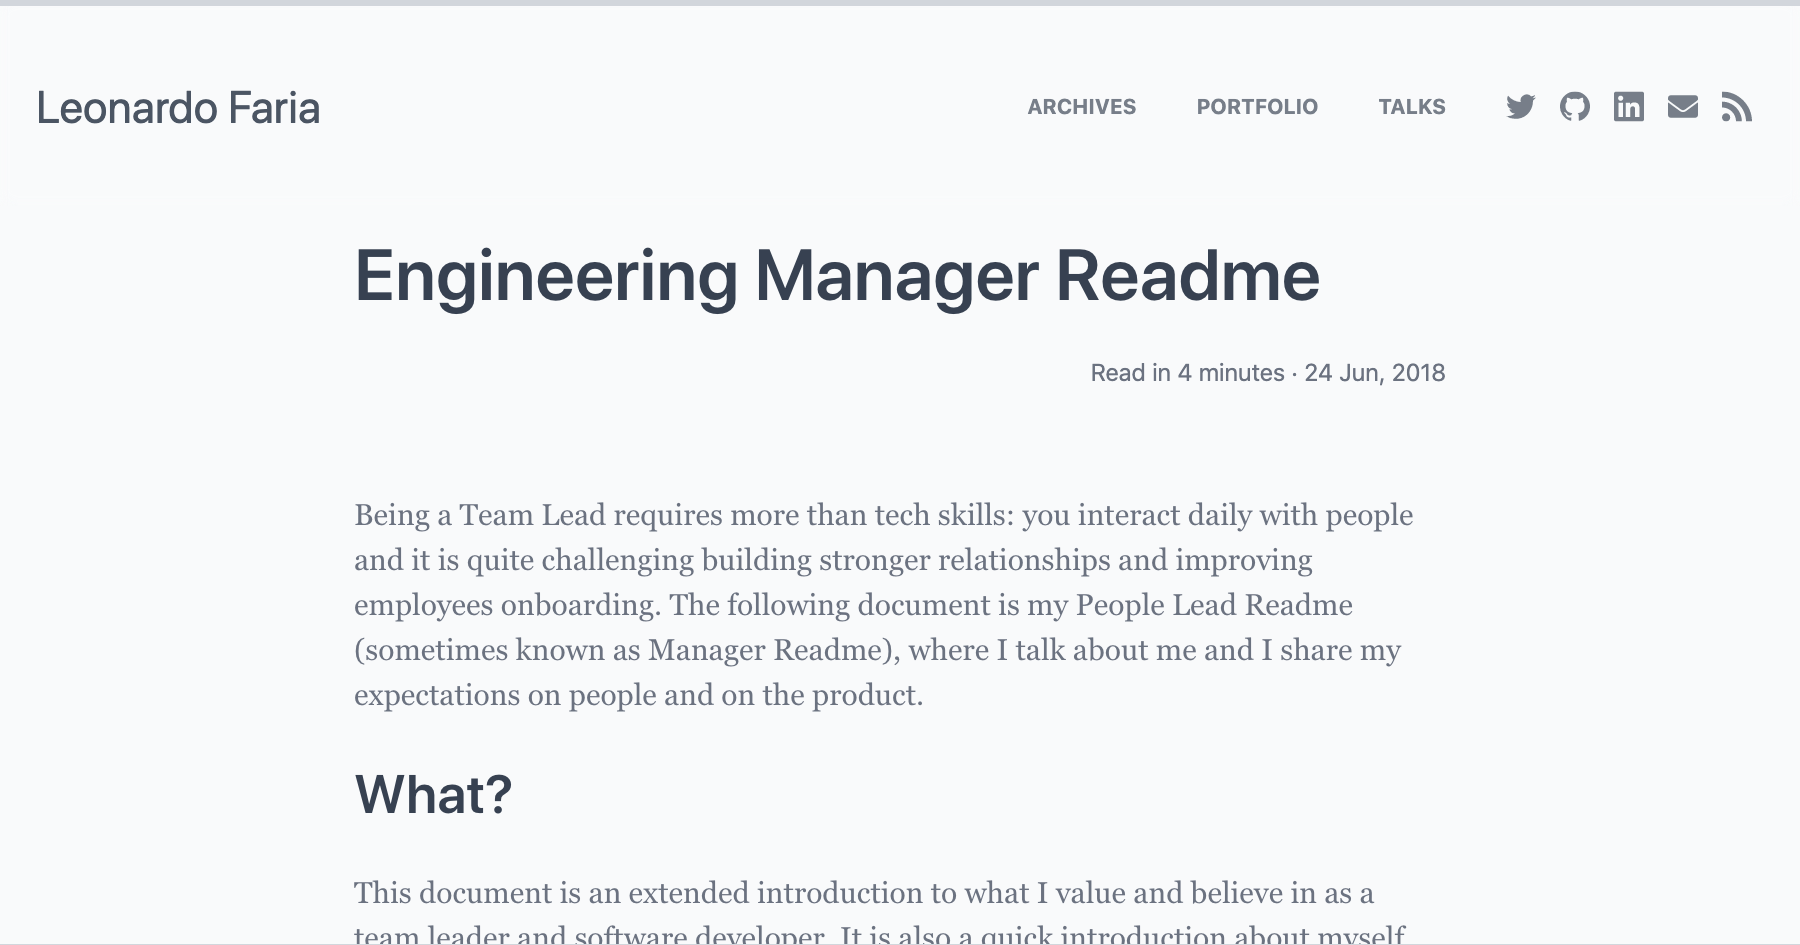 Leonardo Faria
ARCHIVES PORTFOLIO TALKS
Engineering Manager Readme
Read in 4 minutes · 24 Jun, 2018
Being a Team Lead requires more than tech skills: you interact daily with people
and it is quite challenging building stronger relationships and improving
employees onboarding. The following document is my People Lead Readme
(sometimes known as Manager Readme), where I talk about me and I share my
expectations on people and on the product.
What?
This document is an extended introduction to what I value and believe in as a
team leader and software developer. It is also a quick introduction about myself